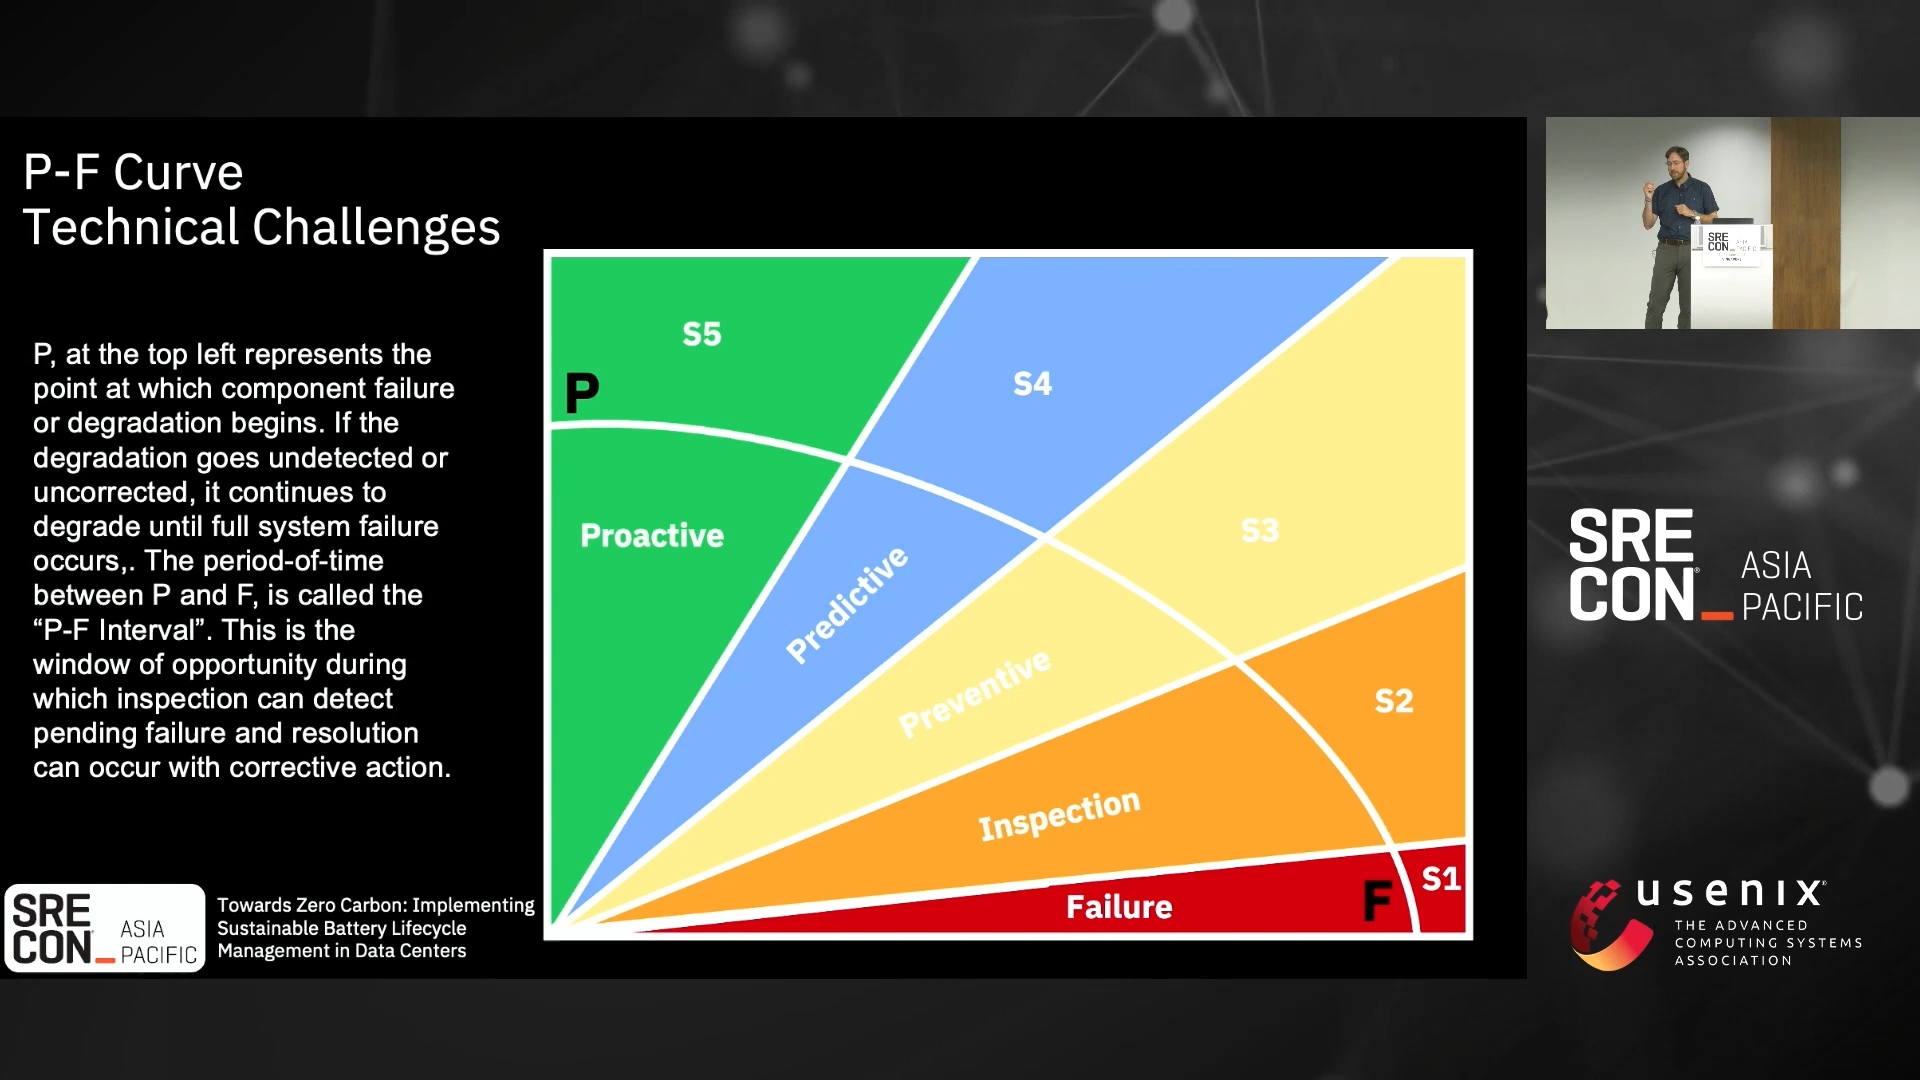 P-F Curve
Technical Challenges
P, at the top left represents the
point at which component failure
or degradation begins. If the
degradation goes undetected or
uncorrected, it continues to
degrade until full system failure
occurs,. The period-of-time
between P and F, is called the
“P-F Interval”. This is the
window of opportunity during
which inspection can detect
pending failure and resolution
can occur with corrective action.
S5
P
S4
Proactive
Predictive
S3
Preventive
S2
Inspection
S1
Failure
F
SRE
CON_ ASIA
PACIFIC
Towards Zero Carbon: Implementing
Sustainable Battery Lifecycle
Management in Data Centers
SRE
CON
SRE
CON_ ASIA
PACIFIC
usenix
THE ADVANCED
COMPUTING SYSTEMS
ASSOCIATION